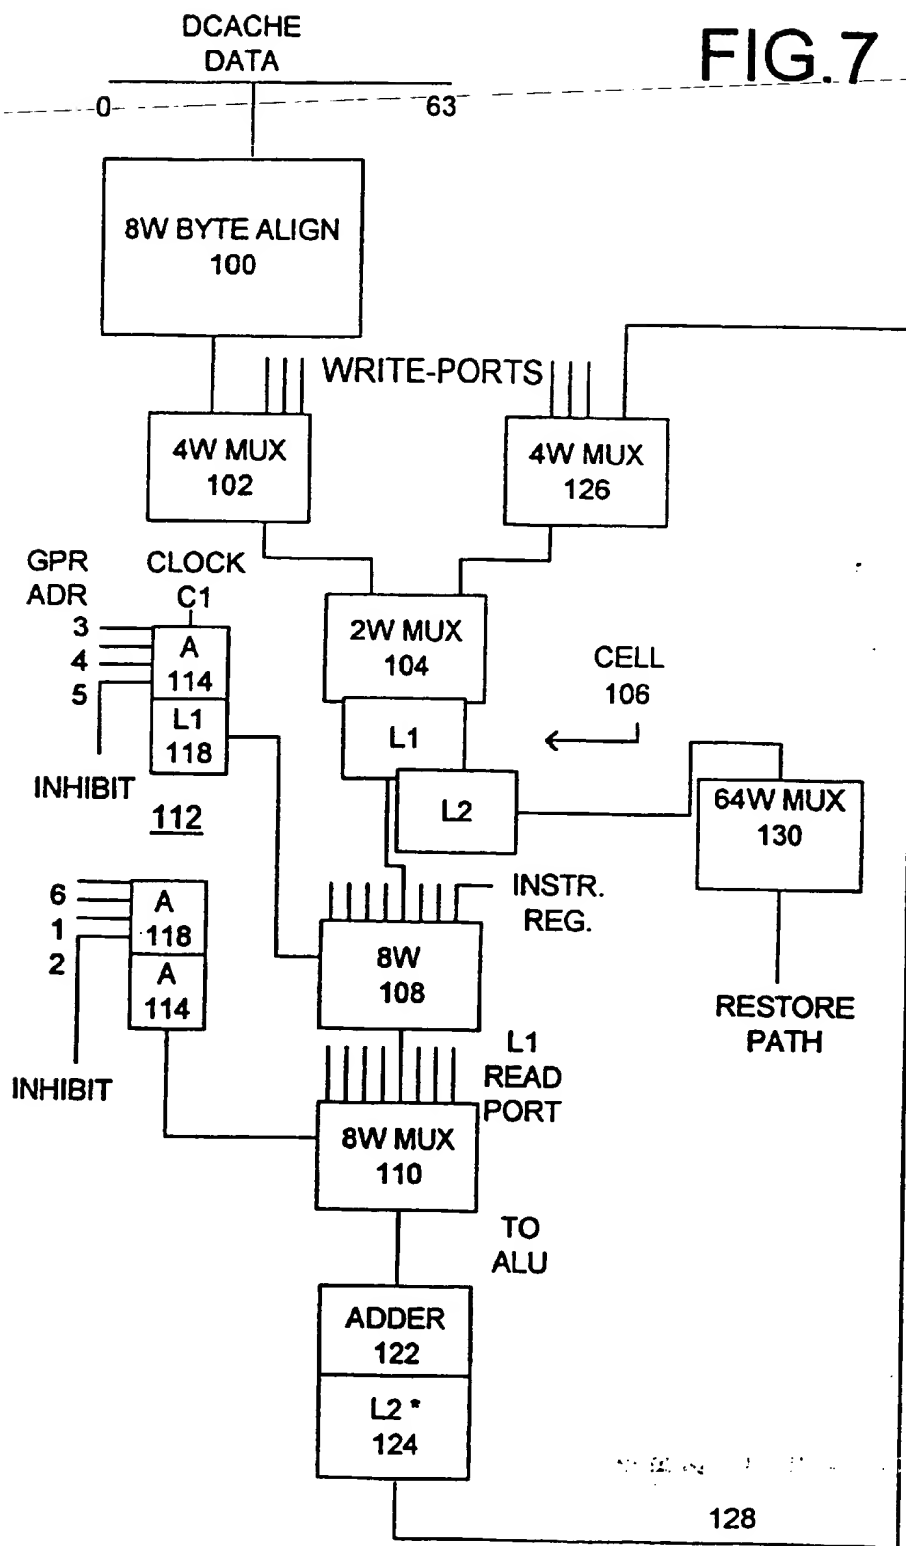 DCACHE
DATA
FIG.7
0
63
8W BYTE ALIGN
100
WRITE-PORTS
4W MUX
102
4W MUX
126
GPR
ADR
CLOCK
C1
3
4
5
A
114
L1
118
INHIBIT
112
2W MUX
104
CELL
106
L1
L2
64W MUX
130
RESTORE
PATH
INSTR.
REG.
6
1
2
A
118
A
114
INHIBIT
8W
108
L1
READ
PORT
8W MUX
110
TO
ALU
ADDER
122
L2 *
124
128